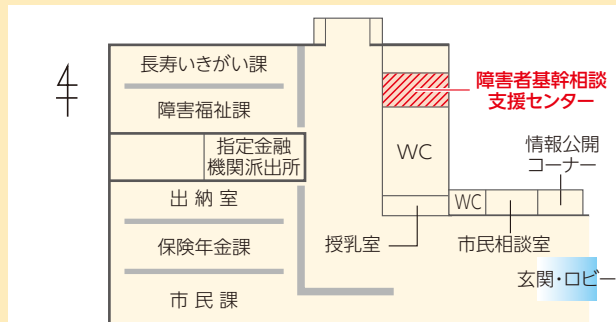 長寿いきがい課
障害福祉課
指定金融
機関派出所
出納室
保険年金課
市民課
WC
授乳室
障害者基幹相談
支援センター
WC
市民相談室
情報公開
コーナー
玄関・ロビー